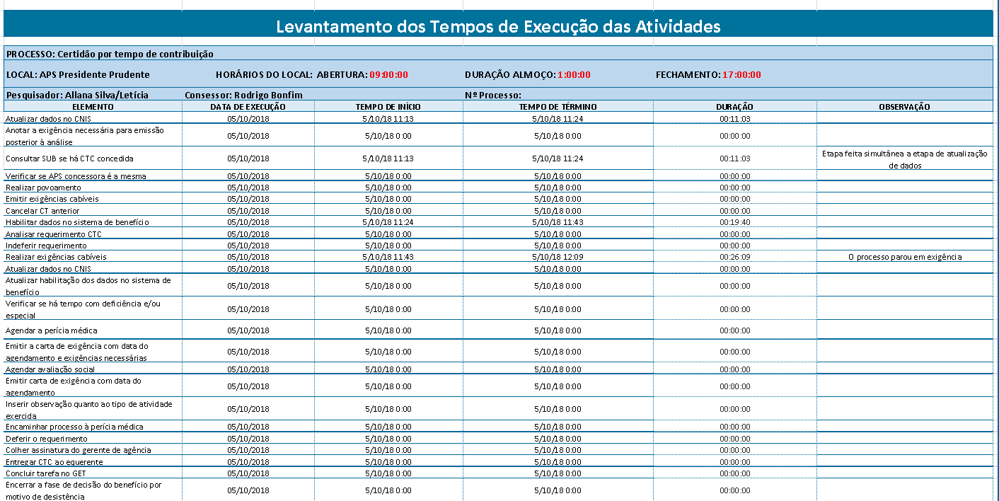 Levantamento dos Tempos de Execução das Atividades
PROCESSO: Certidão por tempo de contribuição
LOCAL: APS Presidente Prudente HORÁRIOS DO LOCAL: ABERTURA: 09:00:00 DURAÇÃO ALMOÇO: 1:00:00 FECHAMENTO: 17:00:00
Pesquisador: Allana Silva/Letícia Consessor: Rodrigo Bonfim Nº Processo:
ELEMENTO DATA DE EXECUÇÃO TEMPO DE INÍCIO TEMPO DE TÉRMINO DURAÇÃO OBSERVAÇÃO
Atualizar dados no CNIS 05/10/2018 5/10/18 11:13 5/10/18 11:24 00:11:03
Anotar a exigência necessária para emissão
posterior à análise 05/10/2018 5/10/18 0:00 5/10/18 0:00 00:00:00
Consultar SUB se há CTC concedida 05/10/2018 5/10/18 11:13 5/10/18 11:24 00:11:03 Etapa feita simultânea a etapa de atualização
de dados
Verificar se APS concessora é a mesma 05/10/2018 5/10/18 0:00 5/10/18 0:00 00:00:00
Realizar povoamento 05/10/2018 5/10/18 0:00 5/10/18 0:00 00:00:00
Emitir exigências cabíveis 05/10/2018 5/10/18 0:00 5/10/18 0:00 00:00:00
Cancelar CT anterior 05/10/2018 5/10/18 0:00 5/10/18 0:00 00:00:00
Habilitar dados no sistema de benefício 05/10/2018 5/10/18 11:24 5/10/18 11:43 00:19:40
Analisar requerimento CTC 05/10/2018 5/10/18 0:00 5/10/18 0:00 00:00:00
Indeferir requerimento 05/10/2018 5/10/18 0:00 5/10/18 0:00 00:00:00
Realizar exigências cabíveis 05/10/2018 5/10/18 11:43 5/10/18 12:09 00:26:09 O processo parou em exigência
Atualizar dados no CNIS 05/10/2018 5/10/18 0:00 5/10/18 0:00 00:00:00
Atualizar habilitação dos dados no sistema de
benefício 05/10/2018 5/10/18 0:00 5/10/18 0:00 00:00:00
Verificar se há tempo com deficiência e/ou
especial 05/10/2018 5/10/18 0:00 5/10/18 0:00 00:00:00
Agendar a perícia médica 05/10/2018 5/10/18 0:00 5/10/18 0:00 00:00:00
Emitir a carta de exigência com data do
agendamento e exigências necessárias 05/10/2018 5/10/18 0:00 5/10/18 0:00 00:00:00
Agendar avaliação social 05/10/2018 5/10/18 0:00 5/10/18 0:00 00:00:00
Emitir carta de exigência com data do
agendamento 05/10/2018 5/10/18 0:00 5/10/18 0:00 00:00:00
Inserir observação quanto ao tipo de atividade
exercida 05/10/2018 5/10/18 0:00 5/10/18 0:00 00:00:00
Encaminhar processo à perícia médica 05/10/2018 5/10/18 0:00 5/10/18 0:00 00:00:00
Deferir o requerimento 05/10/2018 5/10/18 0:00 5/10/18 0:00 00:00:00
Colher assinatura do gerente de agência 05/10/2018 5/10/18 0:00 5/10/18 0:00 00:00:00
Entregar CTC ao equerente 05/10/2018 5/10/18 0:00 5/10/18 0:00 00:00:00
Concluir tarefa no GET 05/10/2018 5/10/18 0:00 5/10/18 0:00 00:00:00
Encerrar a fase de decisão do benefício por
motivo de desistência 05/10/2018 5/10/18 0:00 5/10/18 0:00 00:00:00